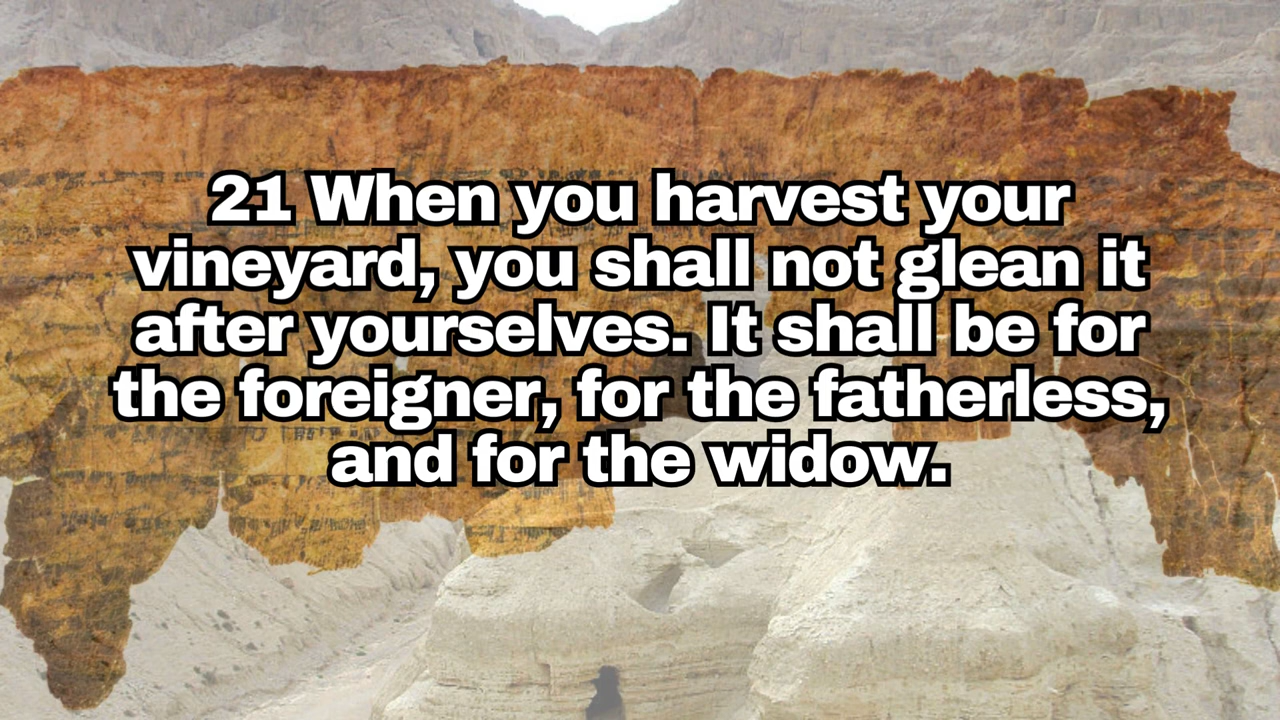 21 When you harvest your
vineyard, you shall not glean it
after yourselves. It shall be for
the foreigner, for the fatherless,
and for the widow.